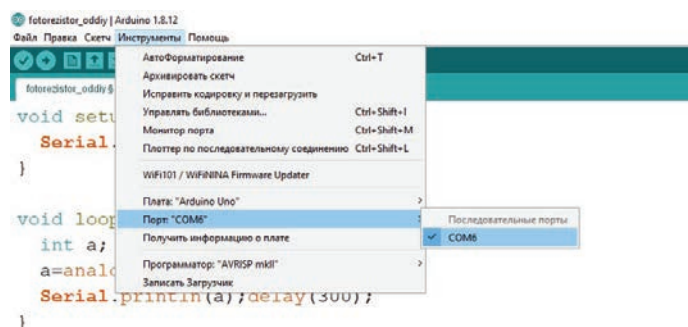 fotorezistor_oddiy | Arduino 1.8.12
Файл Правка Скетч Инструменты Помощь
fotorezistor_oddiy §
АвтоФорматирование Ctrl+T
Архивировать скетч
Исправить кодировку и перезагрузить
Управлять библиотеками... Ctrl+Shift+I
Монитор порта Ctrl+Shift+M
Плоттер по последовательному соединению Ctrl+Shift+L
WiFi101 / WiFiNINA Firmware Updater
Плата: "Arduino Uno"
Порт: "COM6"
Получить информацию о плате
Программатор: "AVRISP mkII"
Записать Загрузчик
Последовательные порты
COM6
void setu
Serial.
}
void loop
int a;
a=analo
Serial.println(a);delay(300);
}